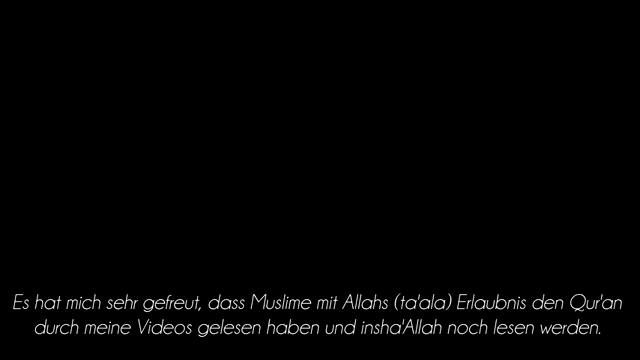 Es hat mich sehr gefreut, dass Muslime mit Allahs (ta'ala) Erlaubnis den Qur'an
durch meine Videos gelesen haben und insha'Allah noch lesen werden.